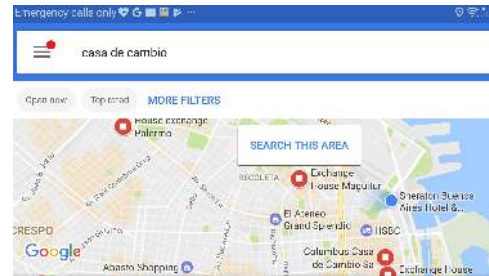 Emergency calls only
casa de cambio
Open now Top rated MORE FILTERS
House exchange
Palermo
SEARCH THIS AREA
RECOLETA
Exchange
House Maguitur
Sheraton Buenos
Aires Hotel &...
El Ateneo
Grand Splendid
HSBC
CRESPO
Google
Columbus Casa
de Cambio Sa
Abasto Shopping
Exchange House